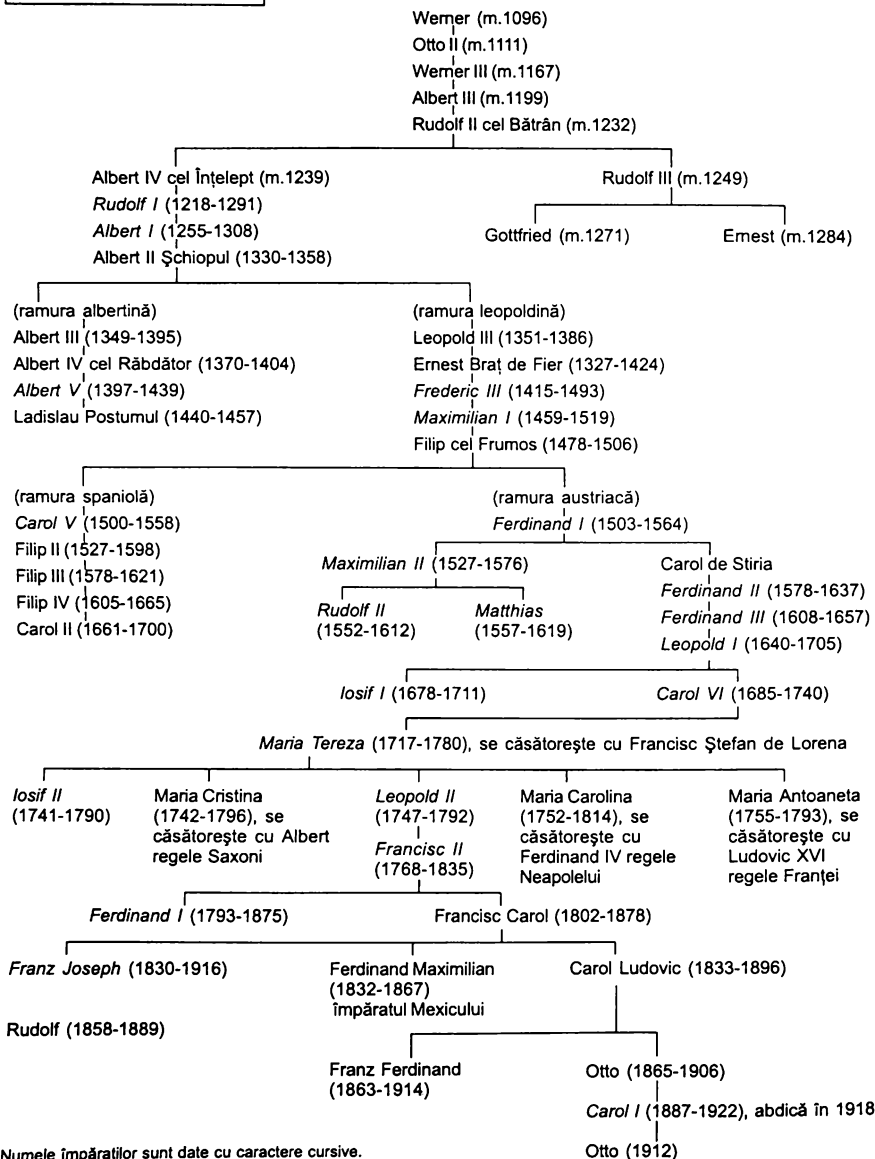 Werner (m.1096)
Otto II (m.1111)
Werner III (m.1167)
Albert III (m.1199)
Rudolf II cel Bătrân (m.1232)
Albert IV cel Înțelept (m.1239)
Rudolf I (1218-1291)
Albert I (1255-1308)
Albert II Șchiopul (1330-1358)
Rudolf III (m.1249)
Gottfried (m.1271)
Ernest (m.1284)
(ramura albertină)
Albert III (1349-1395)
Albert IV cel Răbdător (1370-1404)
Albert V (1397-1439)
Ladislau Postumul (1440-1457)
(ramura leopoldină)
Leopold III (1351-1386)
Ernest Braț de Fier (1327-1424)
Frederic III (1415-1493)
Maximilian I (1459-1519)
Filip cel Frumos (1478-1506)
(ramura spaniolă)
Carol V (1500-1558)
Filip II (1527-1598)
Filip III (1578-1621)
Filip IV (1605-1665)
Carol II (1661-1700)
(ramura austriacă)
Ferdinand I (1503-1564)
Maximilian II (1527-1576)
Rudolf II
(1552-1612)
Matthias
(1557-1619)
Carol de Stiria
Ferdinand II (1578-1637)
Ferdinand III (1608-1657)
Leopold I (1640-1705)
Iosif I (1678-1711)
Carol VI (1685-1740)
Maria Tereza (1717-1780), se căsătorește cu Francisc Ștefan de Lorena
Iosif II
(1741-1790)
Maria Cristina
(1742-1796), se
căsătorește cu Albert
regele Saxoni
Leopold II
(1747-1792)
Francisc II
(1768-1835)
Maria Carolina
(1752-1814), se
căsătorește cu
Ferdinand IV regele
Neapolelui
Maria Antoaneta
(1755-1793), se
căsătorește cu
Ludovic XVI
regele Franței
Ferdinand I (1793-1875)
Francisc Carol (1802-1878)
Franz Joseph (1830-1916)
Ferdinand Maximilian
(1832-1867)
împăratul Mexicului
Carol Ludovic (1833-1896)
Rudolf (1858-1889)
Franz Ferdinand
(1863-1914)
Otto (1865-1906)
Carol I (1887-1922), abdică în 1918
Otto (1912)
Numele împăraților sunt date cu caractere cursive.